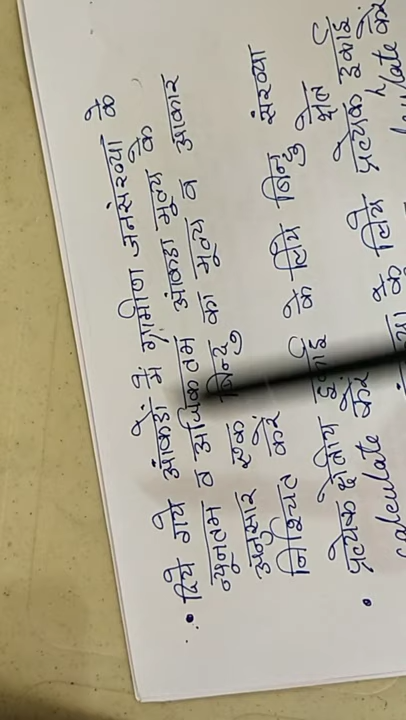 • दिये गये आंकडों में ग्रामीण जनसंख्या के
न्यूनतम व अधिकतम आंकडा मूल्य के
अनुसार एक बिन्दु का मूल्य व आकार
निश्चित करें
• प्रत्येक क्षेत्रीय इकाई के लिये बिन्दु संख्या
calculate करें
के लिये प्रत्येक इकाई